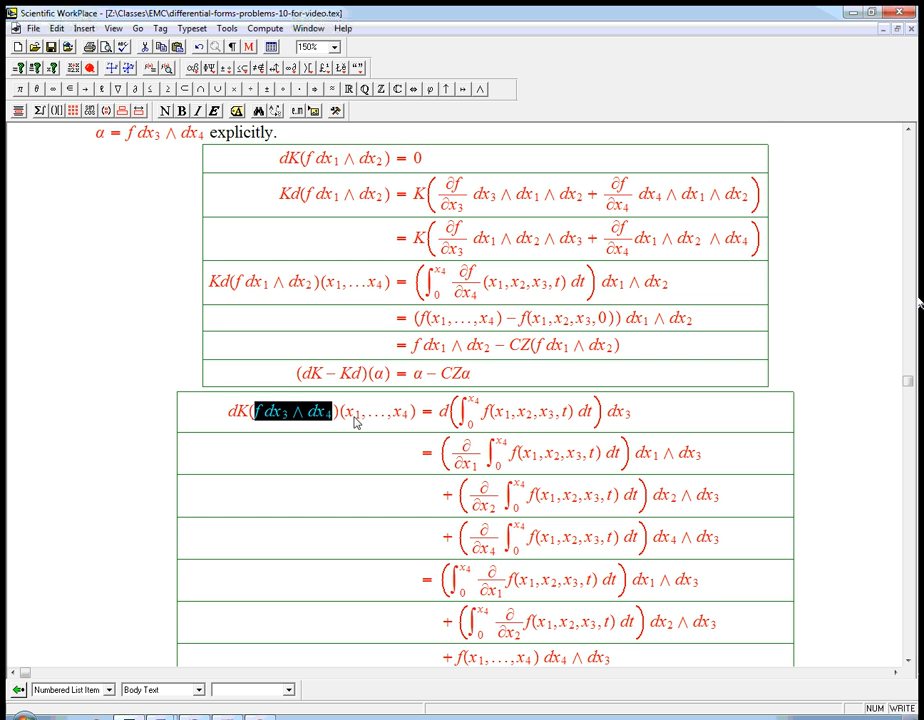 Scientific WorkPlace - [Z:\Classes\EMC\differential-forms-problems-10-for-video.tex]
File Edit Insert View Go Tag Typeset Tools Compute Window Help
150%
N B I E
α = f dx₃ ∧ dx₄ explicitly.
dK(f dx₁ ∧ dx₂) = 0
Kd(f dx₁ ∧ dx₂) = K(∂f/∂x₃ dx₃ ∧ dx₁ ∧ dx₂ + ∂f/∂x₄ dx₄ ∧ dx₁ ∧ dx₂)
= K(∂f/∂x₃ dx₁ ∧ dx₂ ∧ dx₃ + ∂f/∂x₄ dx₁ ∧ dx₂ ∧ dx₄)
Kd(f dx₁ ∧ dx₂)(x₁,…x₄) = (∫₀^x₄ ∂f/∂x₄ (x₁,x₂,x₃,t) dt) dx₁ ∧ dx₂
= (f(x₁,…,x₄) − f(x₁,x₂,x₃,0)) dx₁ ∧ dx₂
= f dx₁ ∧ dx₂ − CZ(f dx₁ ∧ dx₂)
(dK − Kd)(α) = α − CZα
dK(f dx₃ ∧ dx₄)(x₁,…,x₄) = d(∫₀^x₄ f(x₁,x₂,x₃,t) dt) dx₃
= (∂/∂x₁ ∫₀^x₄ f(x₁,x₂,x₃,t) dt) dx₁ ∧ dx₃
+ (∂/∂x₂ ∫₀^x₄ f(x₁,x₂,x₃,t) dt) dx₂ ∧ dx₃
+ (∂/∂x₄ ∫₀^x₄ f(x₁,x₂,x₃,t) dt) dx₄ ∧ dx₃
= (∫₀^x₄ ∂/∂x₁ f(x₁,x₂,x₃,t) dt) dx₁ ∧ dx₃
+ (∫₀^x₄ ∂/∂x₂ f(x₁,x₂,x₃,t) dt) dx₂ ∧ dx₃
+ f(x₁,…,x₄) dx₄ ∧ dx₃
Numbered List Item Body Text
NUM WRITE